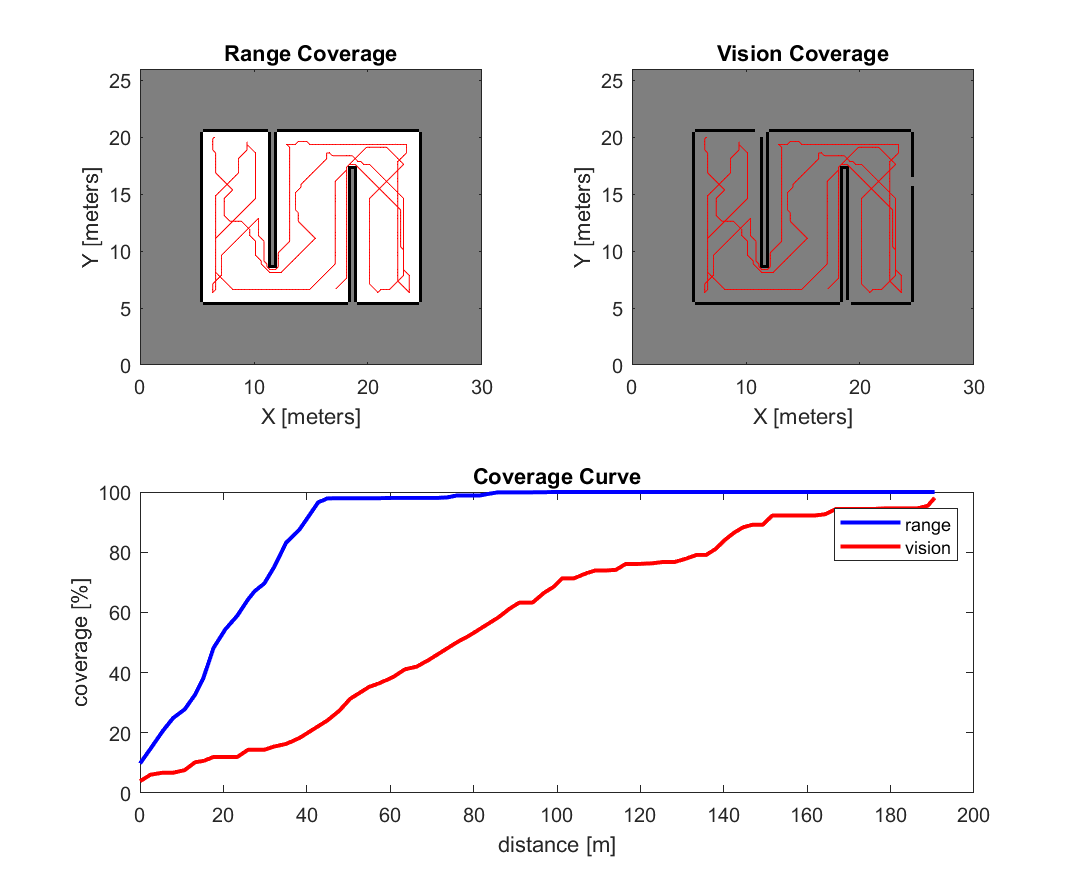 Range Coverage
25
20
15
10
5
0
Y [meters]
0 10 20 30
X [meters]
Vision Coverage
25
20
15
10
5
0
Y [meters]
0 10 20 30
X [meters]
Coverage Curve
100
80
60
40
20
0
coverage [%]
range
vision
0 20 40 60 80 100 120 140 160 180 200
distance [m]